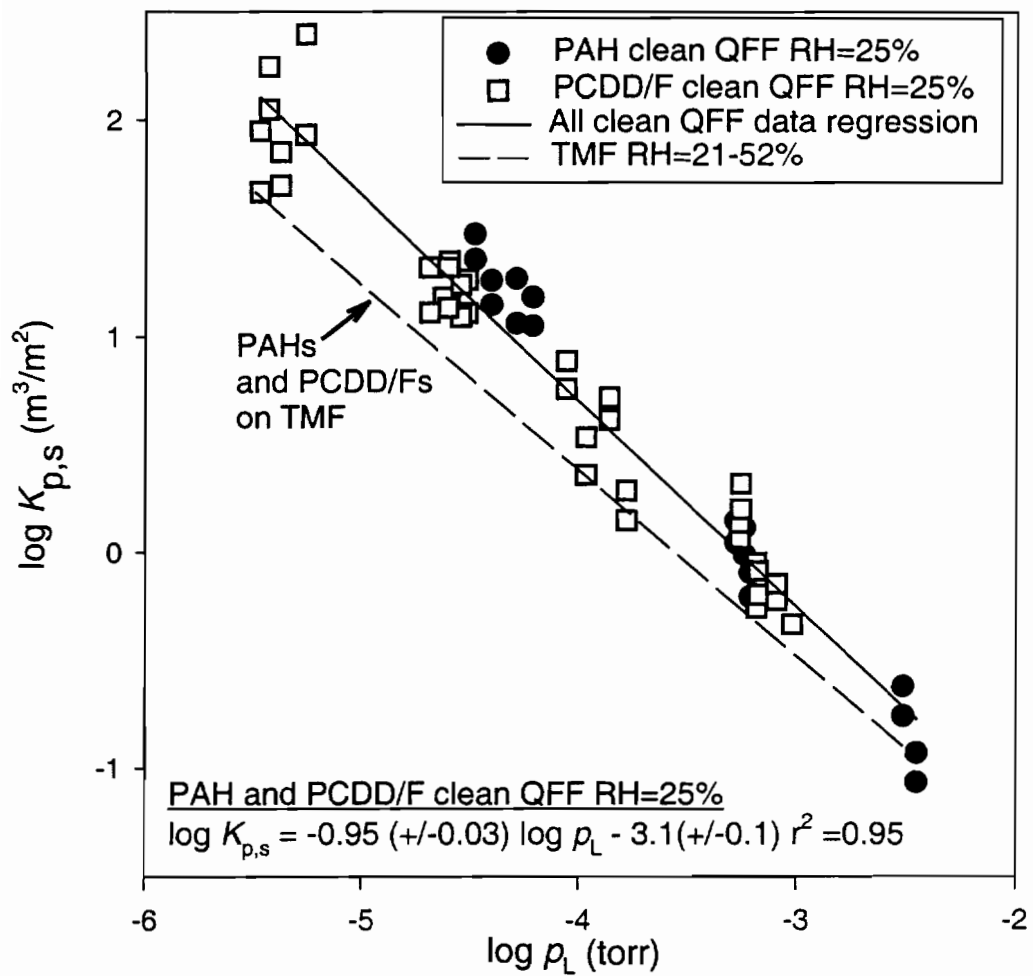 PAH clean QFF RH=25%
PCDD/F clean QFF RH=25%
All clean QFF data regression
TMF RH=21-52%
2
1
0
-1
log Kp,s (m³/m²)
PAHs
and PCDD/Fs
on TMF
PAH and PCDD/F clean QFF RH=25%
log Kp,s = -0.95 (+/-0.03) log pL - 3.1(+/-0.1) r² =0.95
-6 -5 -4 -3 -2
log pL (torr)